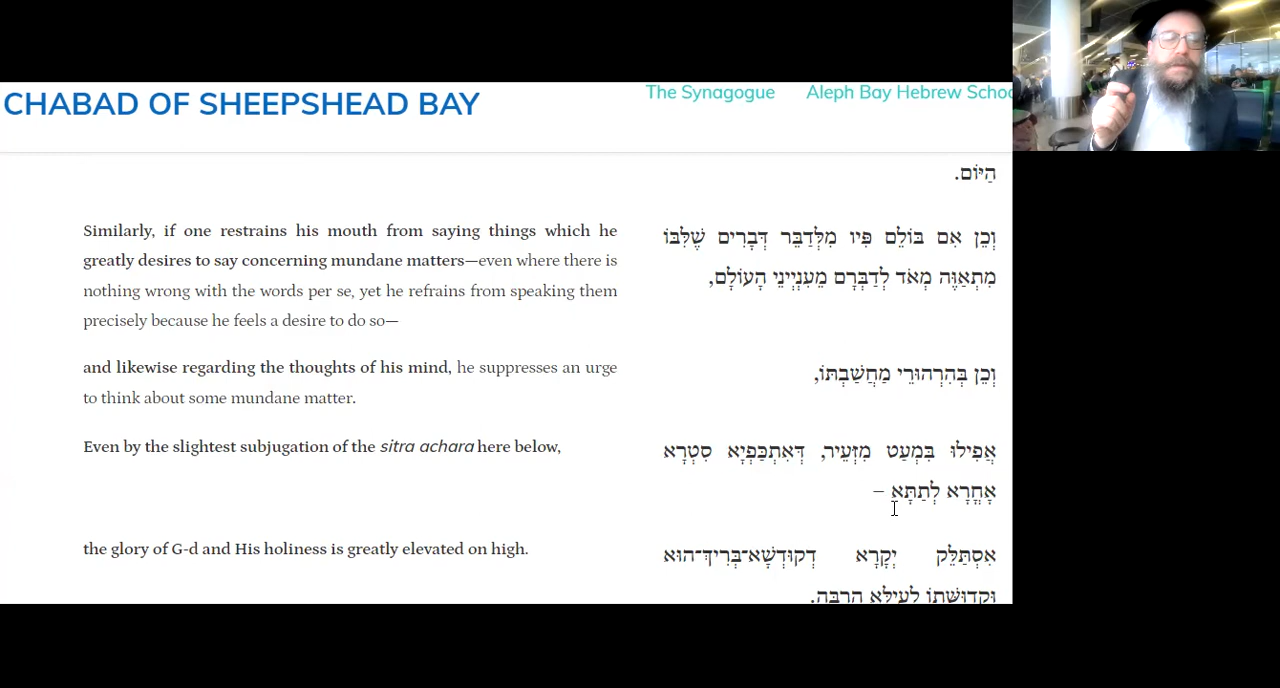 CHABAD OF SHEEPSHEAD BAY
The Synagogue Aleph Bay Hebrew Schoo
הַיּוֹם.
Similarly, if one restrains his mouth from saying things which he
greatly desires to say concerning mundane matters—even where there is
nothing wrong with the words per se, yet he refrains from speaking them
precisely because he feels a desire to do so—
וְכֵן אִם בּוֹלֵם פִּיו מִלְּדַבֵּר דְּבָרִים שֶׁלִּבּוֹ
מִתְאַוֶּה מְאֹד לְדַבְּרָם מֵעִנְיְינֵי הָעוֹלָם,
and likewise regarding the thoughts of his mind, he suppresses an urge
to think about some mundane matter.
וְכֵן בְּהִרְהוּרֵי מַחֲשַׁבְתּוֹ,
Even by the slightest subjugation of the sitra achara here below,
אֲפִילוּ בִּמְעַט מִזְּעֵיר, דְּאִתְכַּפְיָא סִטְרָא
אָחֳרָא לְתַתָּא –
the glory of G-d and His holiness is greatly elevated on high.
אִסְתַּלֵּק יְקָרָא דְקוּדְשָׁא־בְּרִיךְ־הוּא
וּקְדוּשָּׁתוֹ לְעֵילָּא הַרְבֵּה.